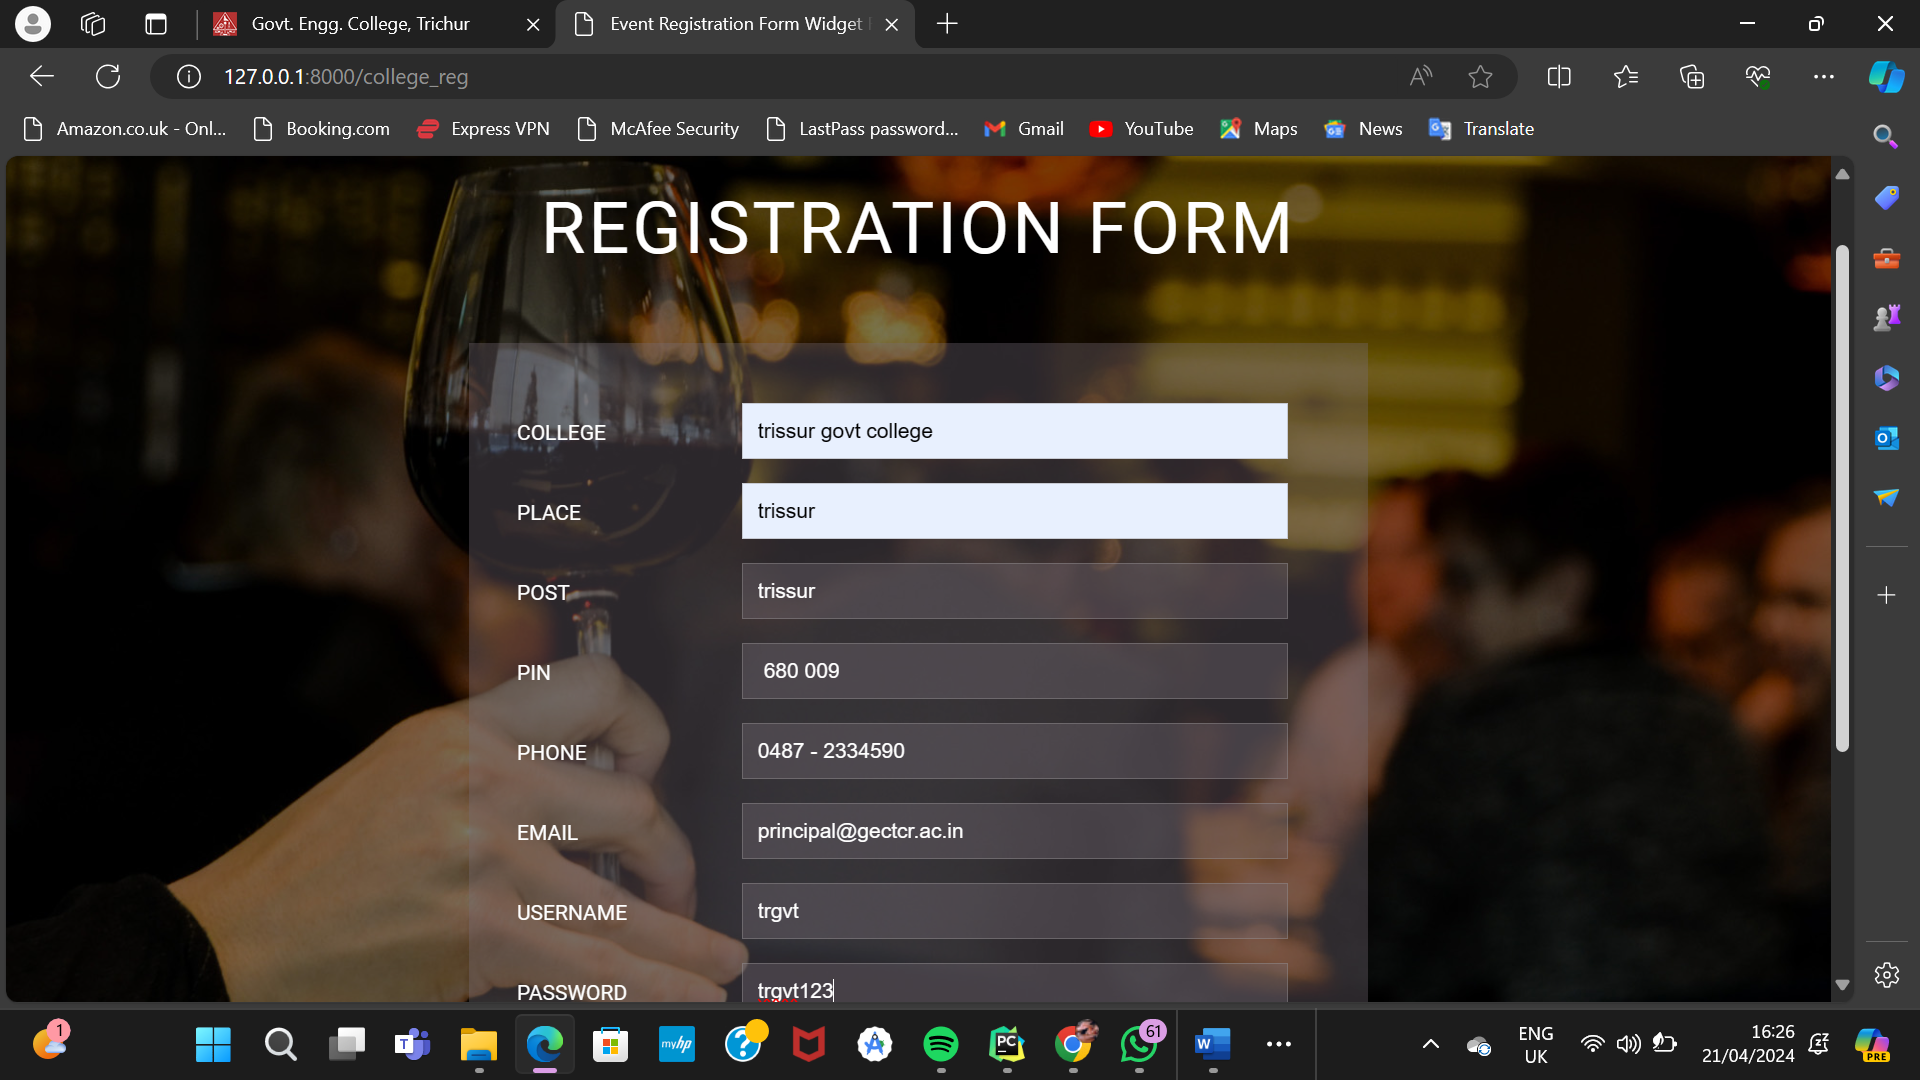 Govt. Engg. College, Trichur
Event Registration Form Widget
127.0.0.1:8000/college_reg
Amazon.co.uk - Onl...
Booking.com
Express VPN
McAfee Security
LastPass password...
Gmail
YouTube
Maps
News
Translate
REGISTRATION FORM
COLLEGE
trissur govt college
PLACE
trissur
POST
trissur
PIN
680 009
PHONE
0487 - 2334590
EMAIL
principal@gectcr.ac.in
USERNAME
trgvt
PASSWORD
trgvt123
1
T
myhp
?
PC
61
W
ENG
UK
16:26
21/04/2024
PRE